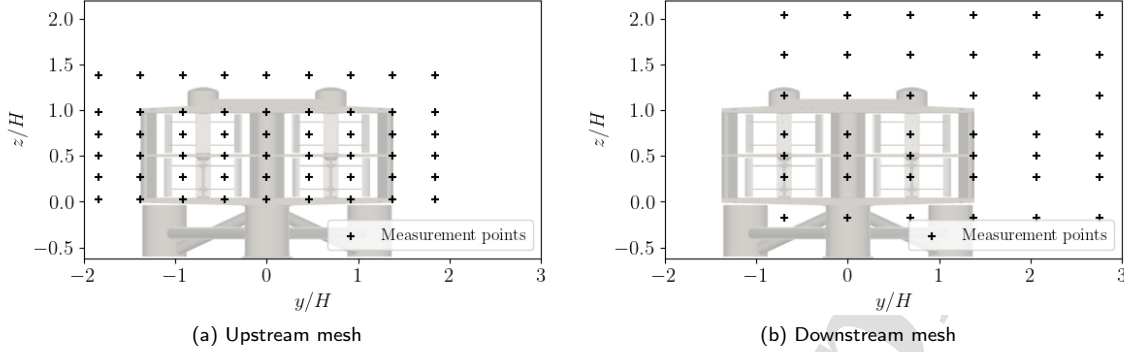 2.0
1.5
1.0
0.5
0.0
−0.5
z/H
Measurement points
−2 −1 0 1 2 3
y/H
(a) Upstream mesh
2.0
1.5
1.0
0.5
0.0
−0.5
z/H
Measurement points
−2 −1 0 1 2 3
y/H
(b) Downstream mesh